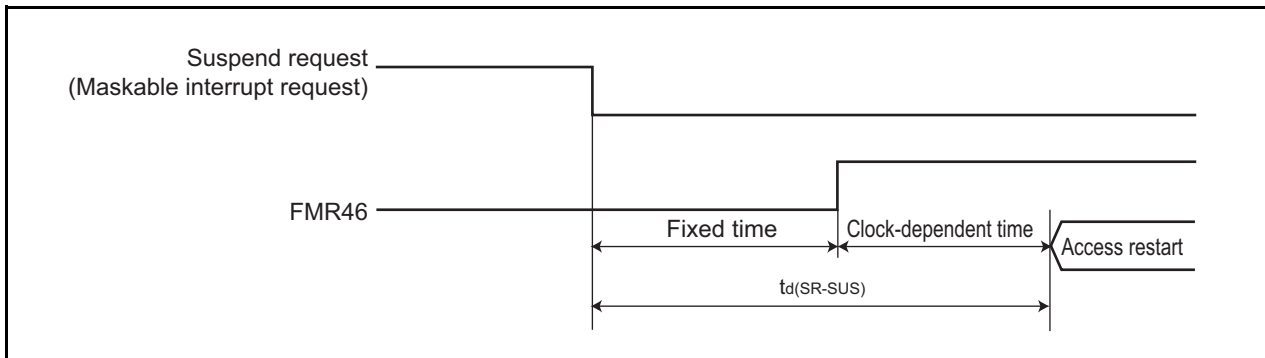 Suspend request
(Maskable interrupt request)
FMR46
Fixed time
Clock-dependent time
Access restart
td(SR-SUS)